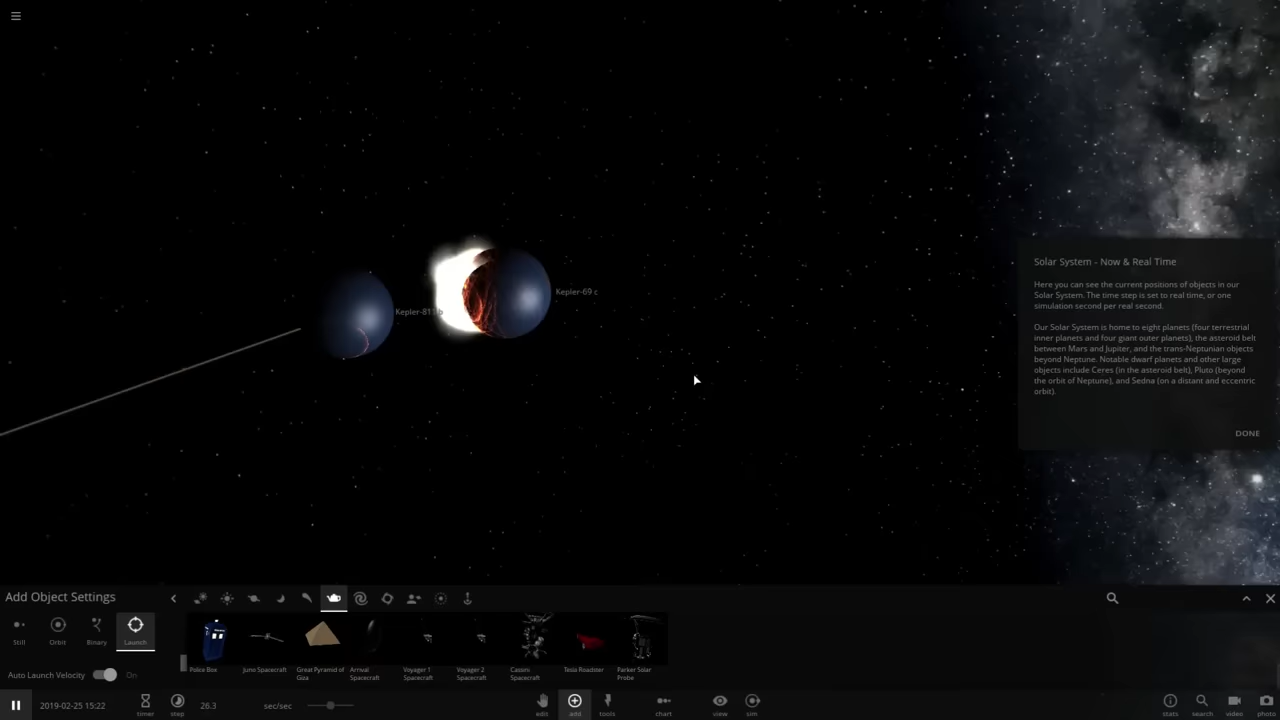 Kepler-69 c
Kepler-811 b
Solar System - Now & Real Time
Here you can see the current positions of objects in our
Solar System. The time step is set to real time, or one
simulation second per real second.
Our Solar System is home to eight planets (four terrestrial
inner planets and four giant outer planets), the asteroid belt
between Mars and Jupiter, and the trans-Neptunian objects
beyond Neptune. Notable dwarf planets and other large
objects include Ceres (in the asteroid belt), Pluto (beyond
the orbit of Neptune), and Sedna (on a distant and eccentric
orbit).
DONE
Add Object Settings
Still
Orbit
Binary
Launch
Auto Launch Velocity
On
Police Box
Juno Spacecraft
Great Pyramid of
Giza
Arrival
Spacecraft
Voyager 1
Spacecraft
Voyager 2
Spacecraft
Cassini
Spacecraft
Tesla Roadster
Parker Solar
Probe
2019-02-25 15:22
timer
step
26.3
sec/sec
edit
add
tools
chart
view
sim
stats
search
video
photo